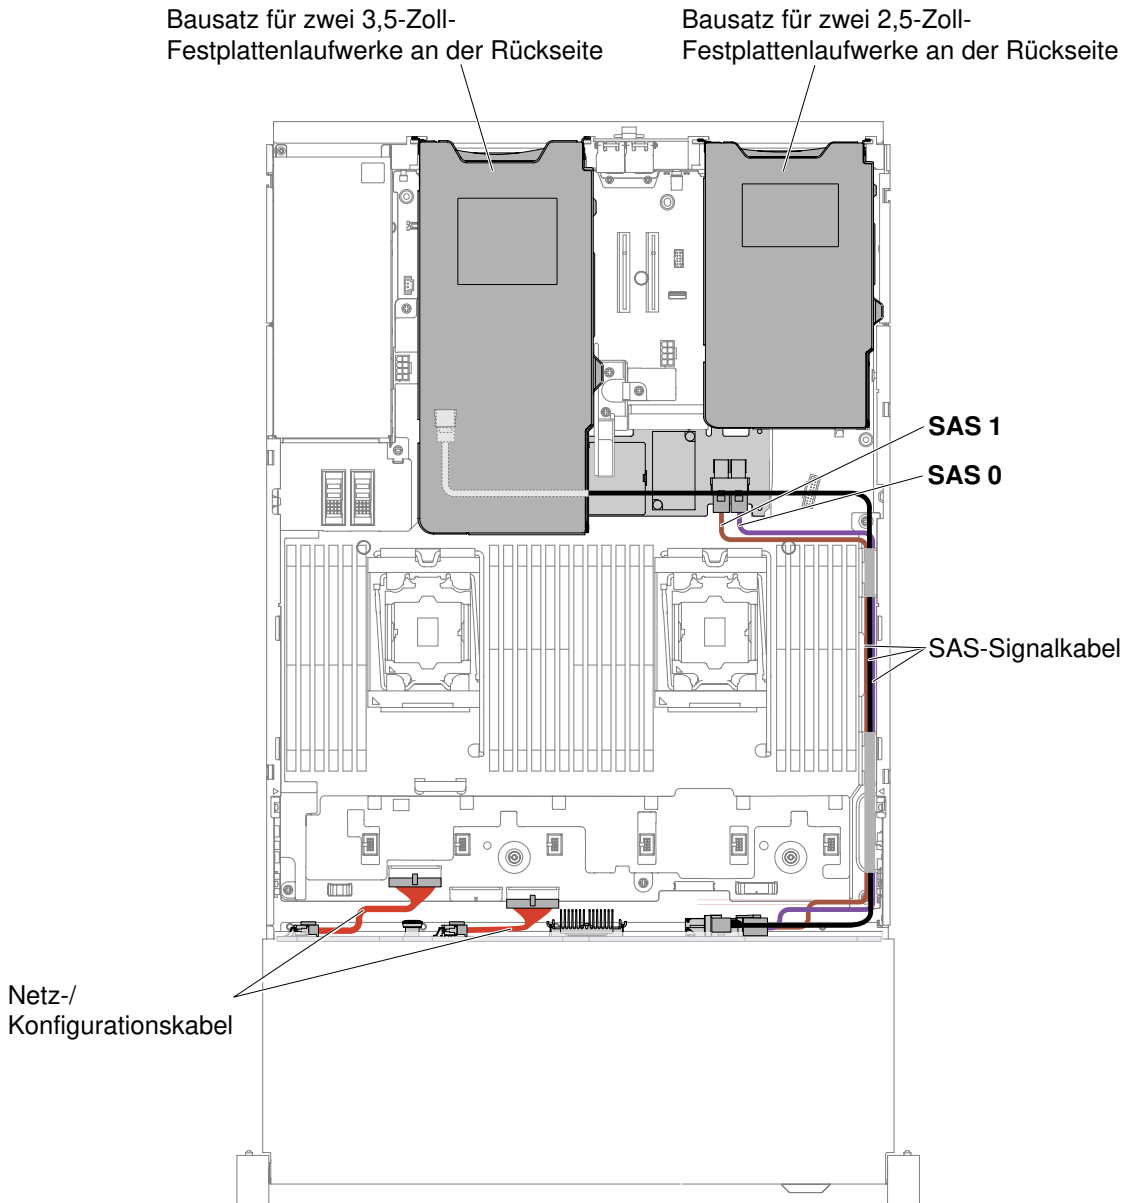 Bausatz für zwei 3,5-Zoll-
Festplattenlaufwerke an der Rückseite
Bausatz für zwei 2,5-Zoll-
Festplattenlaufwerke an der Rückseite
SAS 1
SAS 0
SAS-Signalkabel
Netz-/
Konfigurationskabel